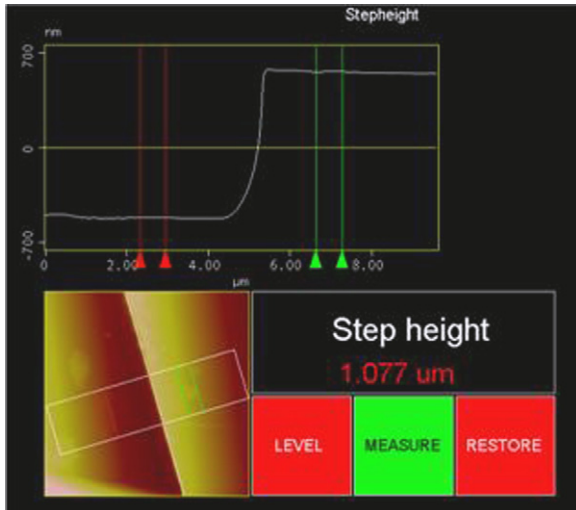 Stepheight
nm
700
0
-700
0 2.00 4.00 6.00 8.00
μm
Step height
1.077 um
LEVEL MEASURE RESTORE